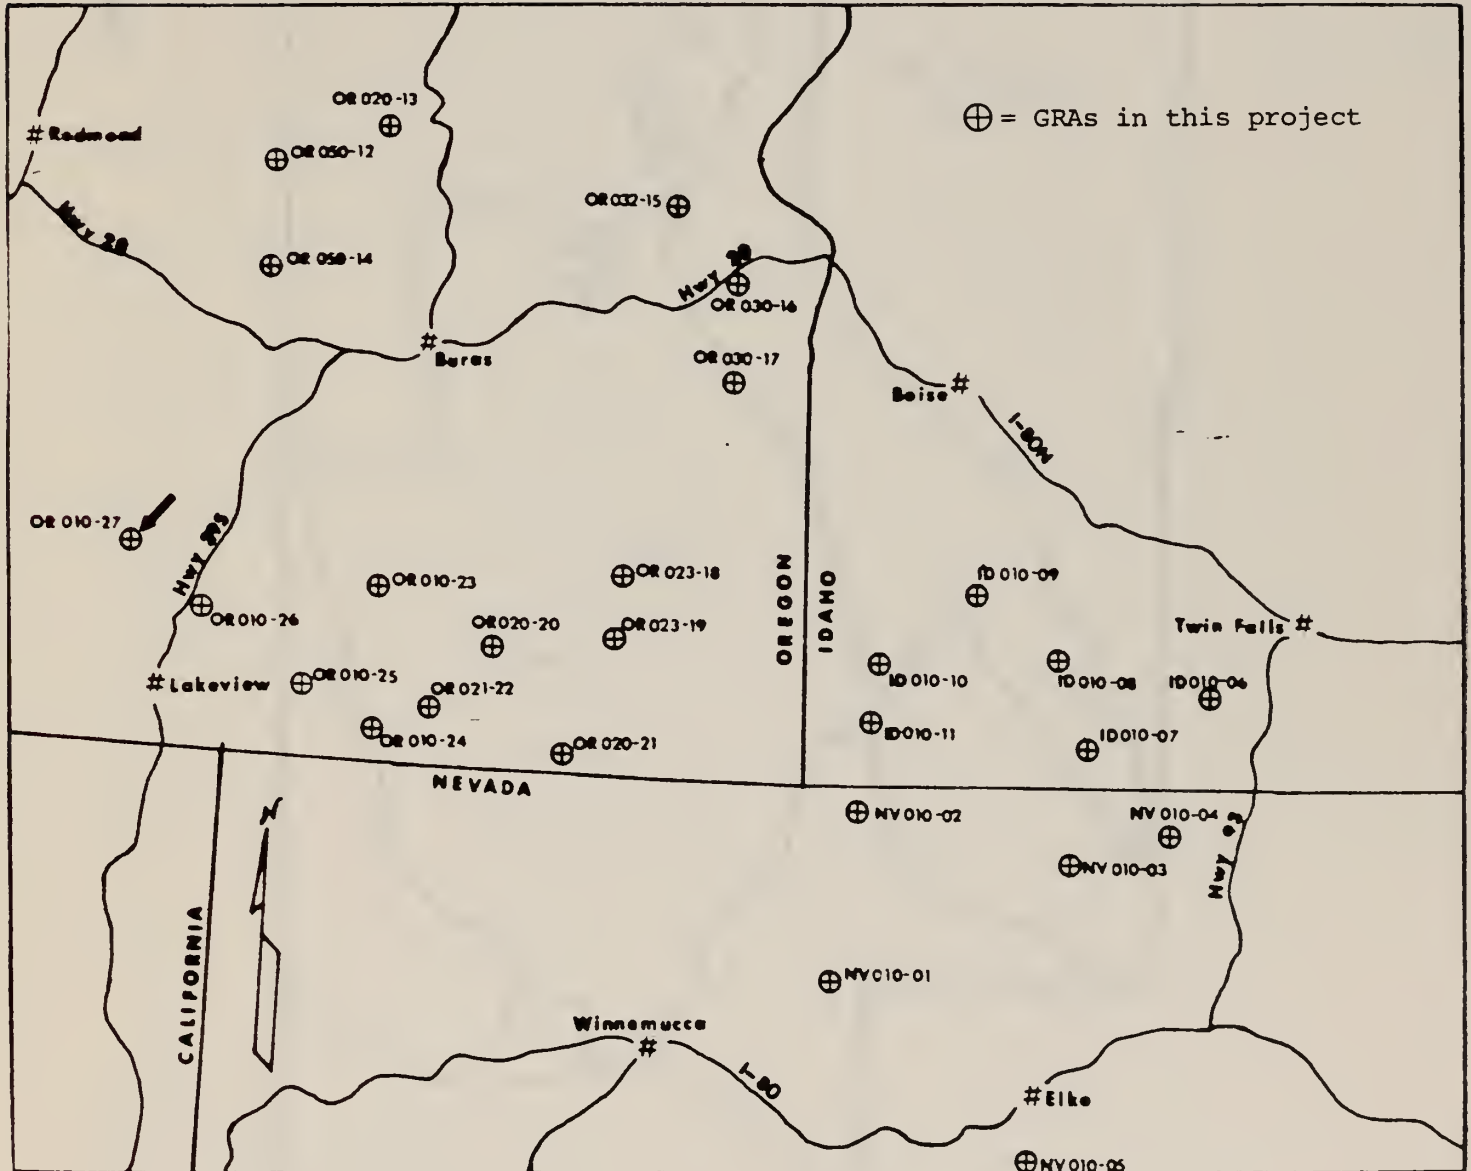 OR 020-13
⊕ = GRAs in this project
# Redmond
OR 050-12
OR 032-15
Hwy 20
OR 050-14
Hwy 20
OR 030-16
# Burns
OR 030-17
Boise #
I-80N
OR 010-27
Hwy 395
OR 010-23
OR 023-18
OREGON
IDAHO
ID 010-09
OR 010-26
OR 020-20
OR 023-19
Twin Falls #
# Lakeview
OR 010-25
OR 021-22
ID 010-10
ID 010-08
ID 010-06
OR 010-24
OR 020-21
ID 010-11
ID 010-07
NEVADA
N
NV 010-02
NV 010-04
Hwy 93
NV 010-03
CALIFORNIA
NV 010-01
Winnemucca
#
I-80
# Elko
NV 010-05